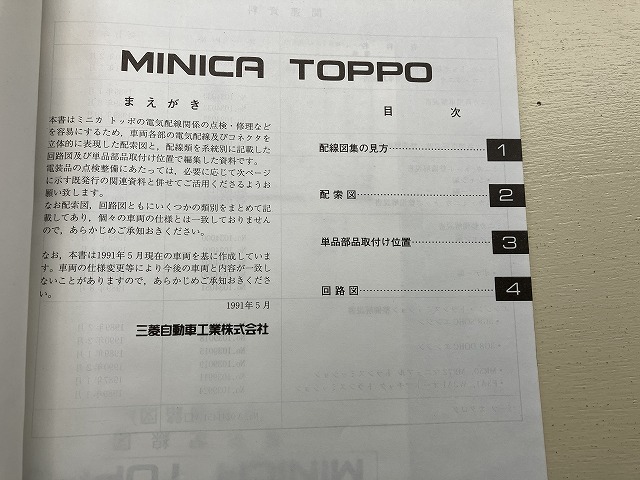 MINICA TOPPO
まえがき
本書はミニカ トッポの電気配線関係の点検・修理など
を容易にするため，車両各部の電気配線及びコネクタを
立体的に表現した配索図と，配線類を系統別に記載した
回路図及び単品部品取付け位置で編集した資料です。
電装品の点検整備にあたっては，必要に応じて次ページ
に示す既発行の関連資料と併せてご活用くださるようお
願い致します。
なお配索図，回路図ともにいくつかの類別をまとめて記
載してあり，個々の車両の仕様とは一致しておりません
ので，あらかじめご承知おきください。
なお，本書は1991年５月現在の車両を基に作成していま
す。車両の仕様変更等により今後の車両と内容が一致し
ないことがありますので，あらかじめご承知おきくださ
い。
1991年５月
三菱自動車工業株式会社
目 次
配線図集の見方 1
配索図 2
単品部品取付け位置 3
回路図 4